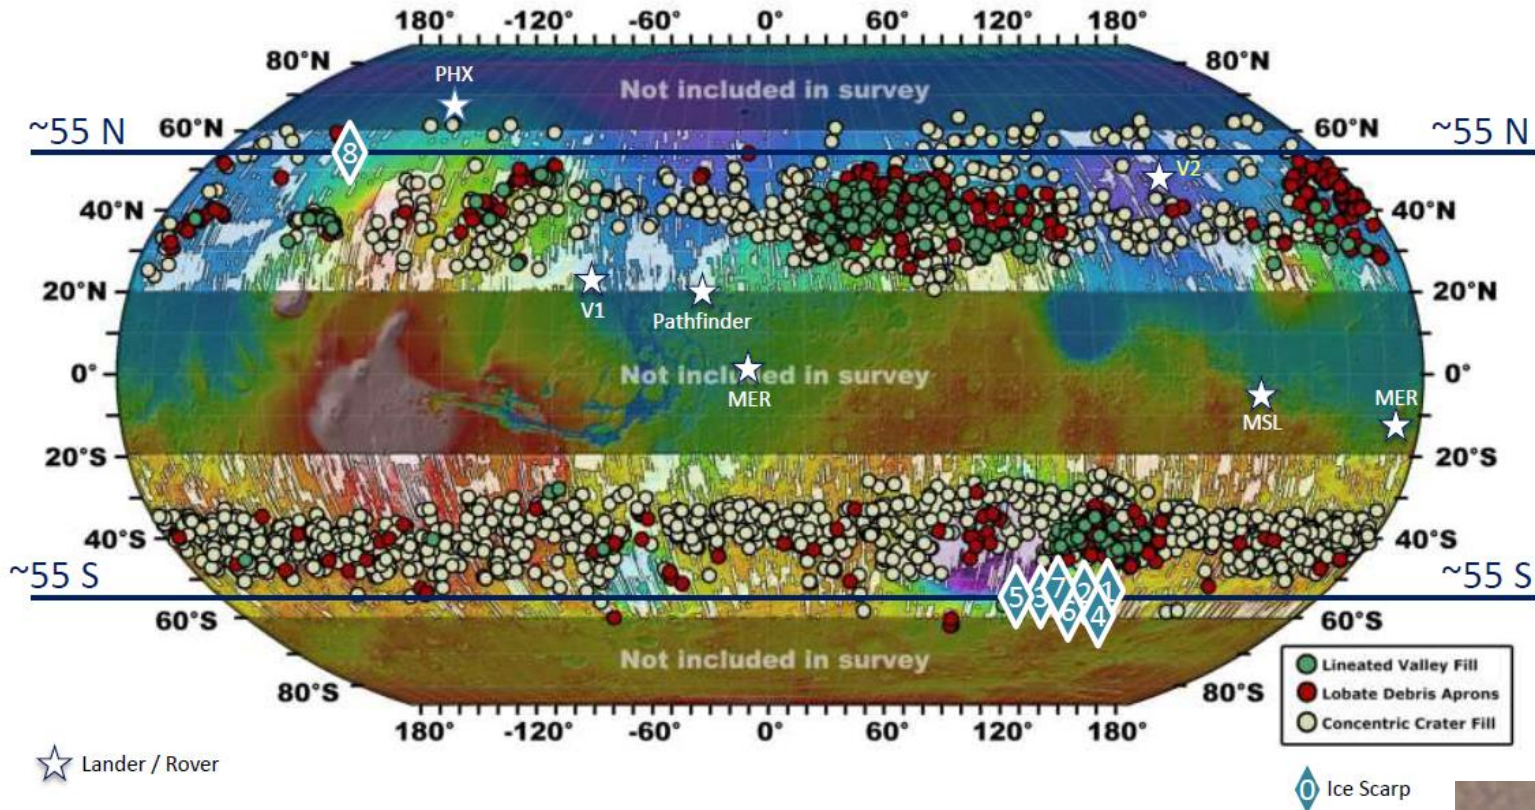 180° -120° -60° 0° 60° 120° 180°
80°N 80°N
PHX
Not included in survey
~55 N 60°N 60°N ~55 N
8
V2
40°N 40°N
20°N 20°N
V1 Pathfinder
0° Not included in survey 0°
MER MSL MER
20°S 20°S
40°S 40°S
~55 S ~55 S
5 3 7 2 1
6 4
60°S 60°S
Not included in survey
80°S 80°S
Lineated Valley Fill
Lobate Debris Aprons
Concentric Crater Fill
180° -120° -60° 0° 60° 120° 180°
Lander / Rover
0 Ice Scarp